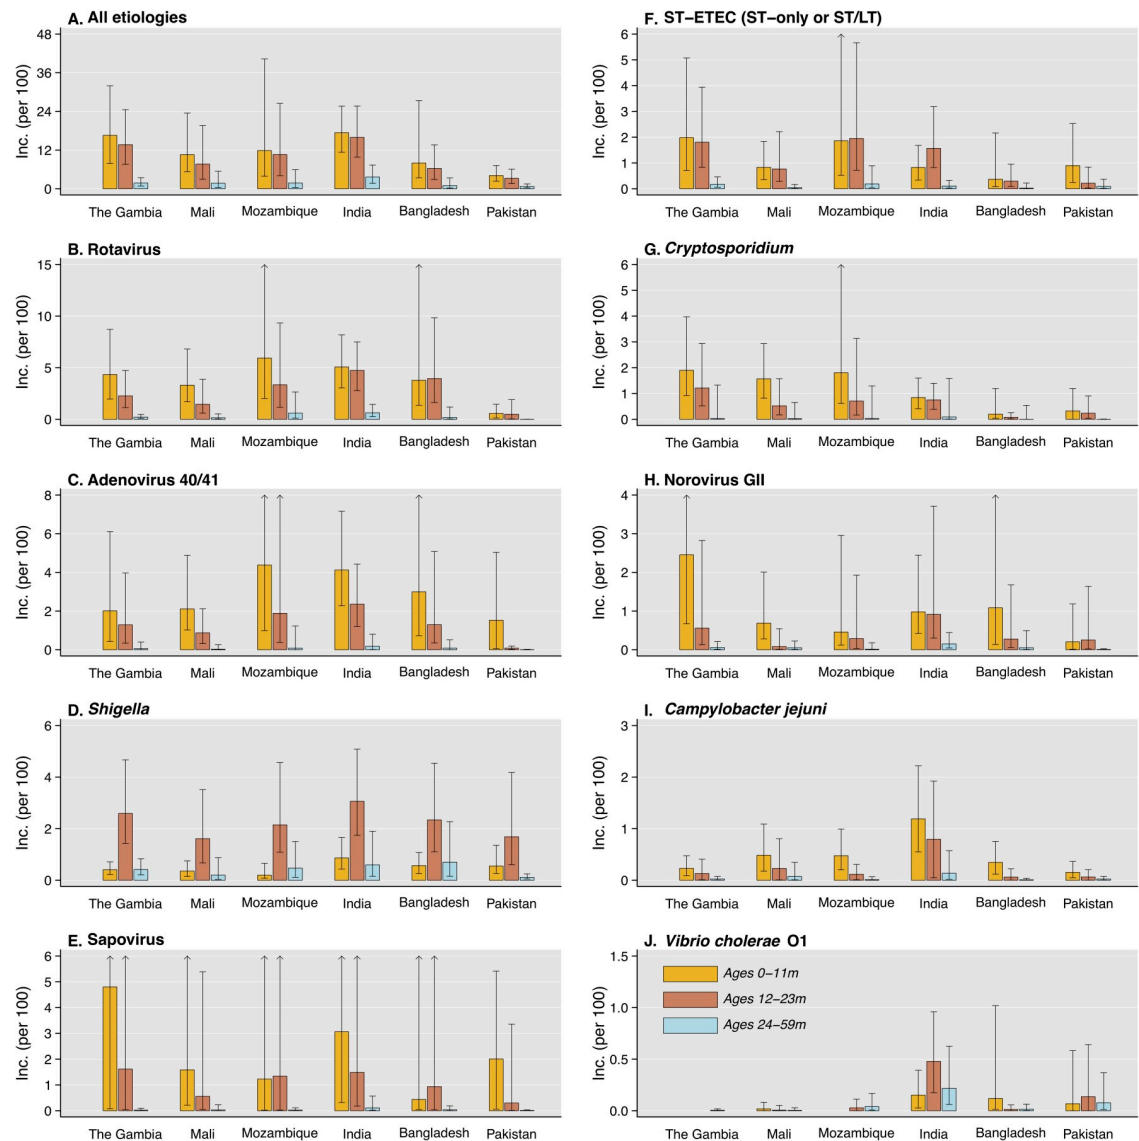 A. All etiologies
Inc. (per 100)
48
36
24
12
0
The Gambia Mali Mozambique India Bangladesh Pakistan
B. Rotavirus
Inc. (per 100)
15
10
5
0
The Gambia Mali Mozambique India Bangladesh Pakistan
C. Adenovirus 40/41
Inc. (per 100)
8
6
4
2
0
The Gambia Mali Mozambique India Bangladesh Pakistan
D. Shigella
Inc. (per 100)
6
4
2
0
The Gambia Mali Mozambique India Bangladesh Pakistan
E. Sapovirus
Inc. (per 100)
6
5
4
3
2
1
0
The Gambia Mali Mozambique India Bangladesh Pakistan
F. ST−ETEC (ST−only or ST/LT)
Inc. (per 100)
6
5
4
3
2
1
0
The Gambia Mali Mozambique India Bangladesh Pakistan
G. Cryptosporidium
Inc. (per 100)
6
5
4
3
2
1
0
The Gambia Mali Mozambique India Bangladesh Pakistan
H. Norovirus GII
Inc. (per 100)
4
3
2
1
0
The Gambia Mali Mozambique India Bangladesh Pakistan
I. Campylobacter jejuni
Inc. (per 100)
3
2
1
0
The Gambia Mali Mozambique India Bangladesh Pakistan
J. Vibrio cholerae O1
Inc. (per 100)
1.5
1.0
0.5
0.0
Ages 0−11m
Ages 12−23m
Ages 24−59m
The Gambia Mali Mozambique India Bangladesh Pakistan